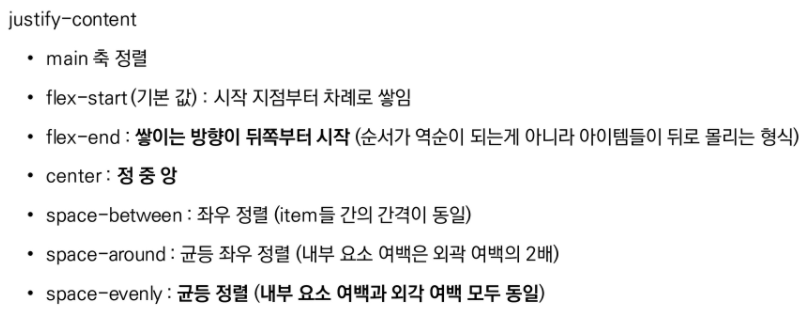 justify-content
• main 축 정렬
• flex-start(기본 값) : 시작 지점부터 차례로 쌓임
• flex-end : 쌓이는 방향이 뒤쪽부터 시작 (순서가 역순이 되는게 아니라 아이템들이 뒤로 몰리는 형식)
• center : 정 중 앙
• space-between : 좌우 정렬 (item들 간의 간격이 동일)
• space-around : 균등 좌우 정렬 (내부 요소 여백은 외곽 여백의 2배)
• space-evenly : 균등 정렬 (내부 요소 여백과 외각 여백 모두 동일)